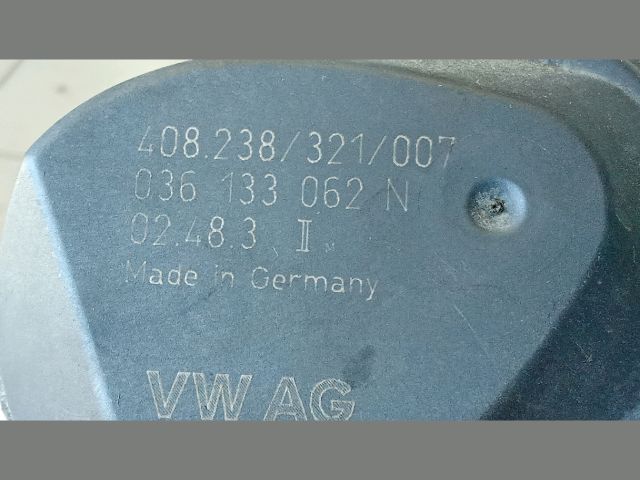 408.238/321/007
036 133 062 N
02.48.3 II
Made in Germany
VW AG